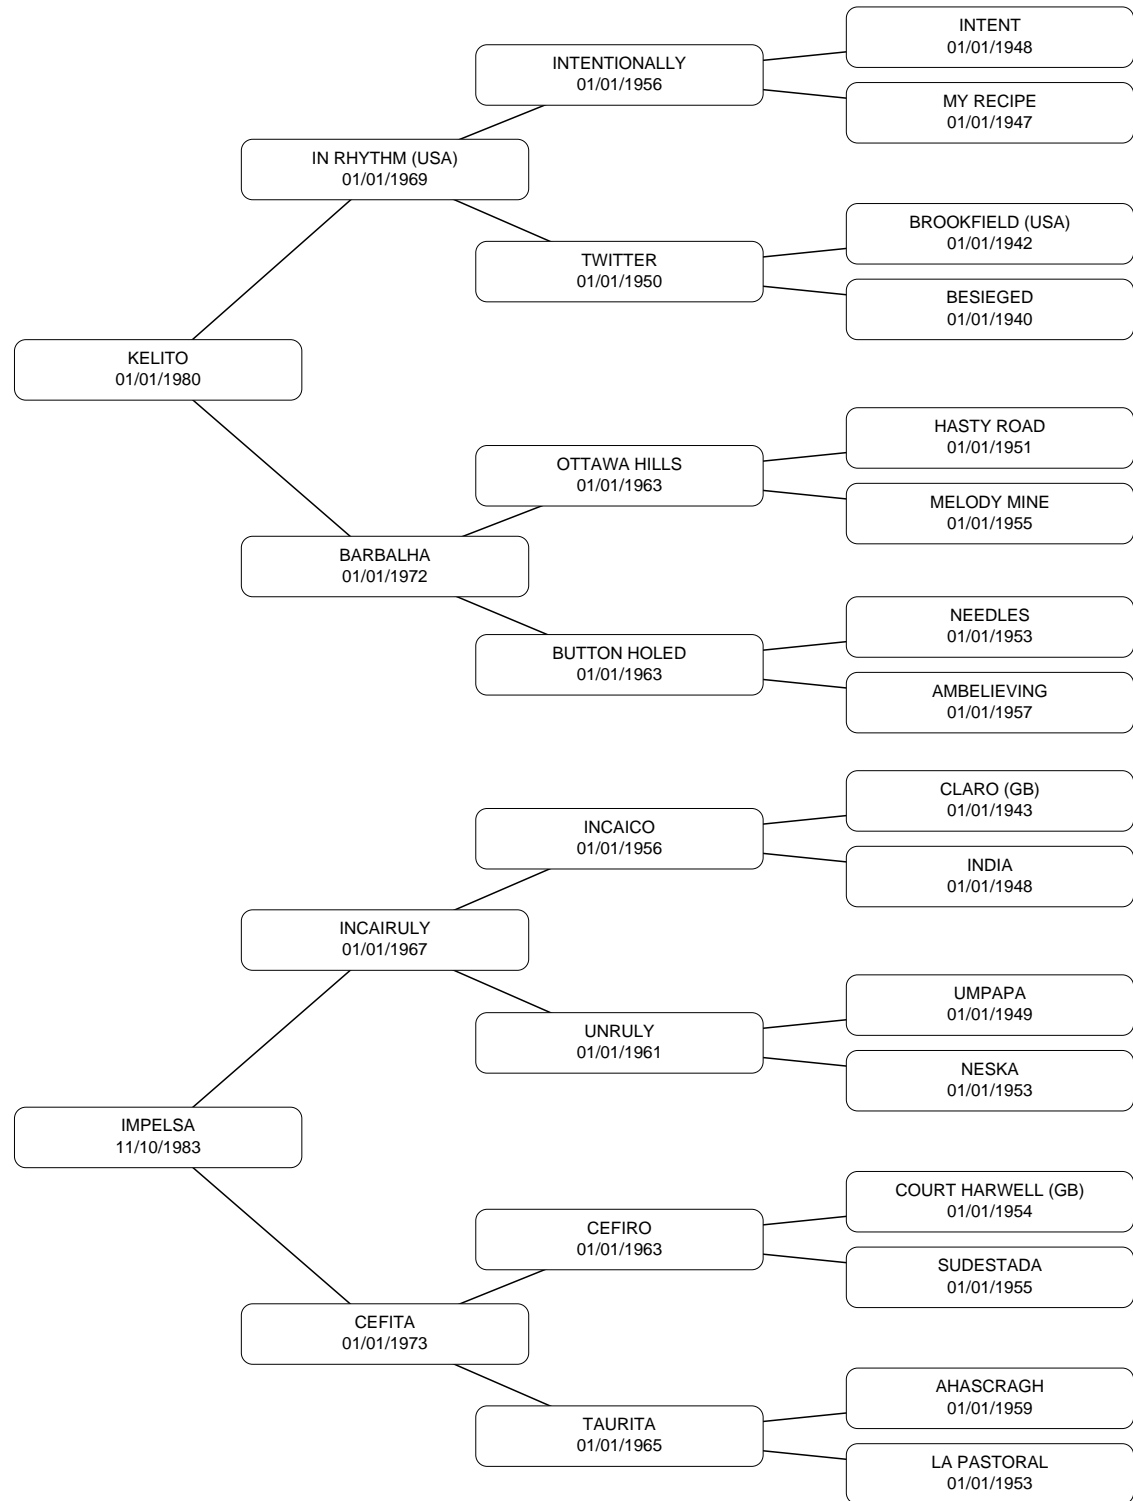 INTENT
01/01/1948
INTENTIONALLY
01/01/1956
MY RECIPE
01/01/1947
IN RHYTHM (USA)
01/01/1969
BROOKFIELD (USA)
01/01/1942
TWITTER
01/01/1950
BESIEGED
01/01/1940
KELITO
01/01/1980
HASTY ROAD
01/01/1951
OTTAWA HILLS
01/01/1963
MELODY MINE
01/01/1955
BARBALHA
01/01/1972
NEEDLES
01/01/1953
BUTTON HOLED
01/01/1963
AMBELIEVING
01/01/1957
CLARO (GB)
01/01/1943
INCAICO
01/01/1956
INDIA
01/01/1948
INCAIRULY
01/01/1967
UMPAPA
01/01/1949
UNRULY
01/01/1961
NESKA
01/01/1953
IMPELSA
11/10/1983
COURT HARWELL (GB)
01/01/1954
CEFIRO
01/01/1963
SUDESTADA
01/01/1955
CEFITA
01/01/1973
AHASCRAGH
01/01/1959
TAURITA
01/01/1965
LA PASTORAL
01/01/1953